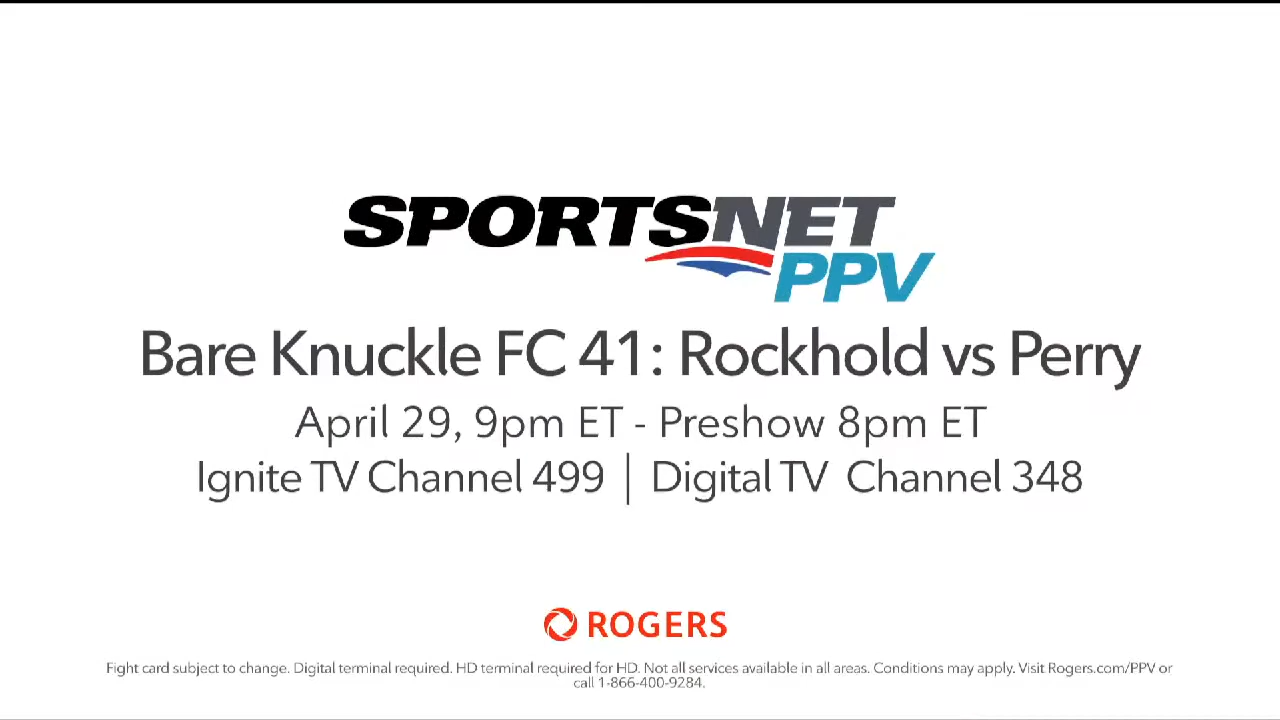 SPORTSNET
PPV
Bare Knuckle FC 41: Rockhold vs Perry
April 29, 9pm ET - Preshow 8pm ET
Ignite TV Channel 499 | Digital TV Channel 348
ROGERS
Fight card subject to change. Digital terminal required. HD terminal required for HD. Not all services available in all areas. Conditions may apply. Visit Rogers.com/PPV or
call 1-866-400-9284.